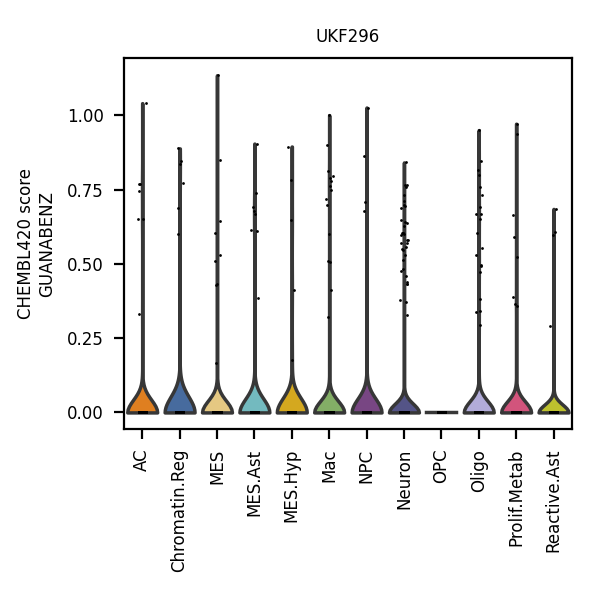 UKF296
CHEMBL420 score
GUANABENZ
1.00
0.75
0.50
0.25
0.00
AC
Chromatin.Reg
MES
MES.Ast
MES.Hyp
Mac
NPC
Neuron
OPC
Oligo
Prolif.Metab
Reactive.Ast